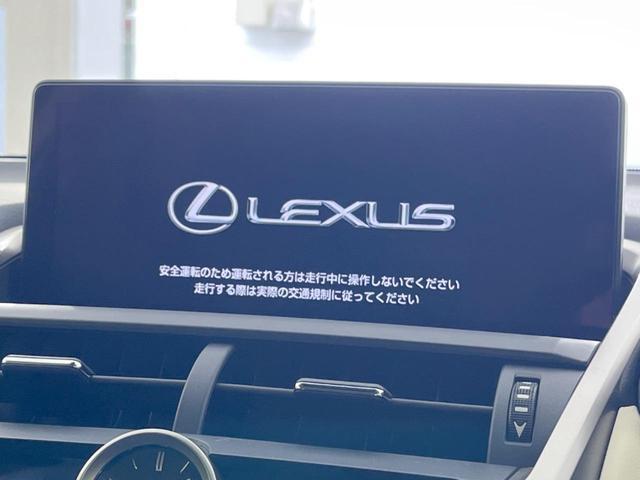 LEXUS
安全運転のため運転される方は走行中に操作しないでください
走行する際は実際の交通規制に従ってください